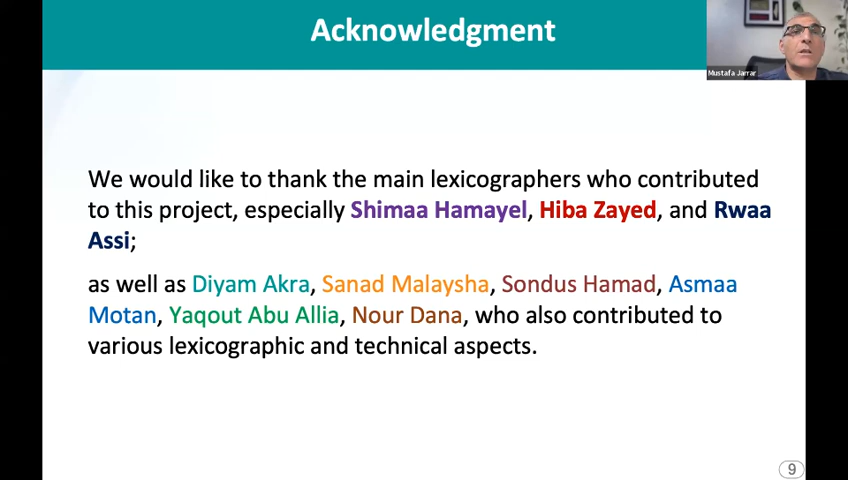 Acknowledgment
Mustafa Jarrar
We would like to thank the main lexicographers who contributed
to this project, especially Shimaa Hamayel, Hiba Zayed, and Rwaa
Assi;
as well as Diyam Akra, Sanad Malaysha, Sondus Hamad, Asmaa
Motan, Yaqout Abu Allia, Nour Dana, who also contributed to
various lexicographic and technical aspects.
9